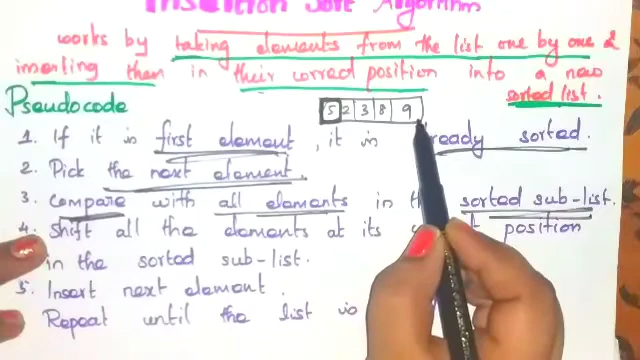 Insertion Sort Algorithm
works by taking elements from the list one by one &
inserting them in their correct position into a new
sorted list.
Pseudocode
5 2 3 8 9
1. If it is first element, it is already sorted.
2. Pick the next element.
3. Compare with all elements in the sorted sub-list.
4. Shift all the elements at its position
in the sorted sub-list.
5. Insert next element.
Repeat until the list is